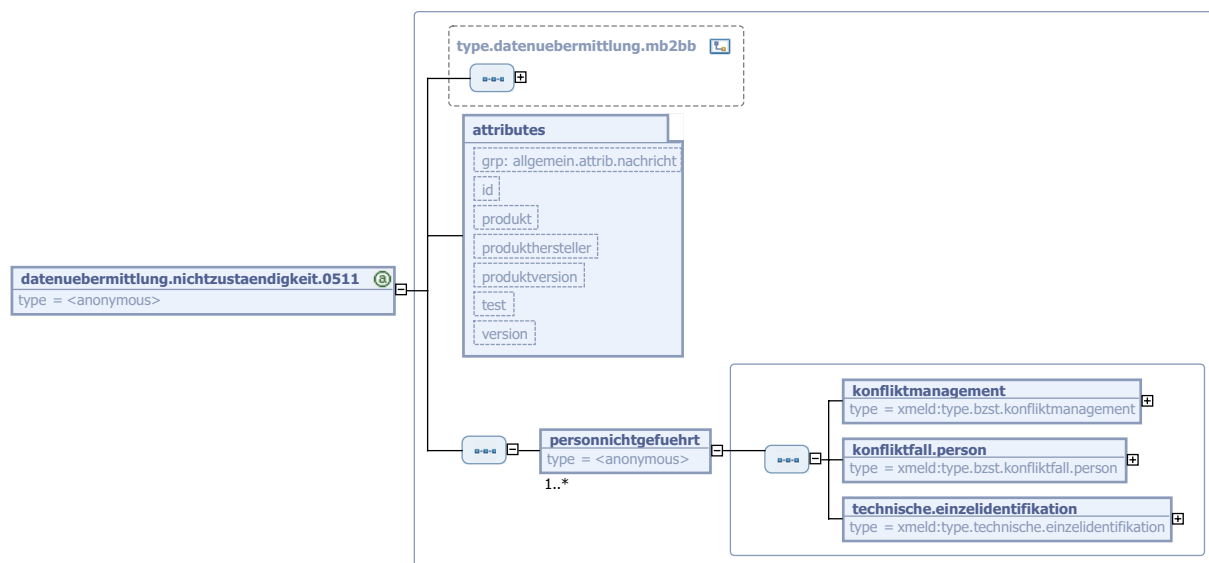 type.datenuebermittlung.mb2bb
attributes
grp: allgemein.attrib.nachricht
id
produkt
produkthersteller
produktversion
test
version
datenuebermittlung.nichtzustaendigkeit.0511 a
type = <anonymous>
personnichtgefuehrt
type = <anonymous>
1..*
konfliktmanagement
type = xmeld:type.bzst.konfliktmanagement
konfliktfall.person
type = xmeld:type.bzst.konfliktfall.person
technische.einzelidentifikation
type = xmeld:type.technische.einzelidentifikation